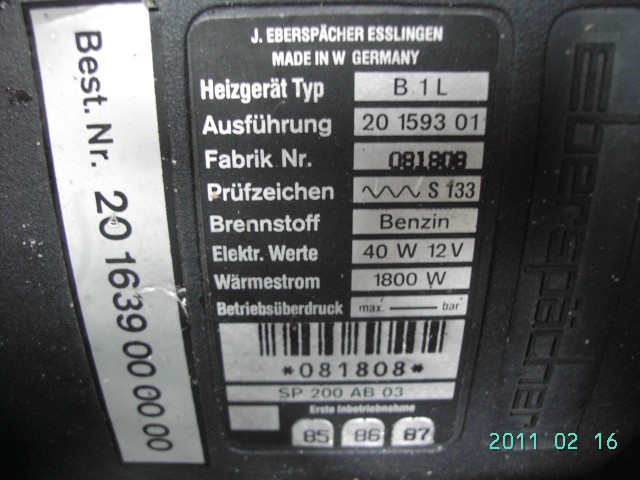 Best. Nr. 20 1639 00 00 00
J. EBERSPÄCHER ESSLINGEN
MADE IN W GERMANY
Heizgerät Typ B 1 L
Ausführung 20 1593 01
Fabrik Nr. 081808
Prüfzeichen S 133
Brennstoff Benzin
Elektr. Werte 40 W 12 V
Wärmestrom 1800 W
Betriebsüberdruck max. bar
*081808*
SP 200 AB 03
Erste Inbetriebnahme
85 86 87
Eberspächer
2011 02 16